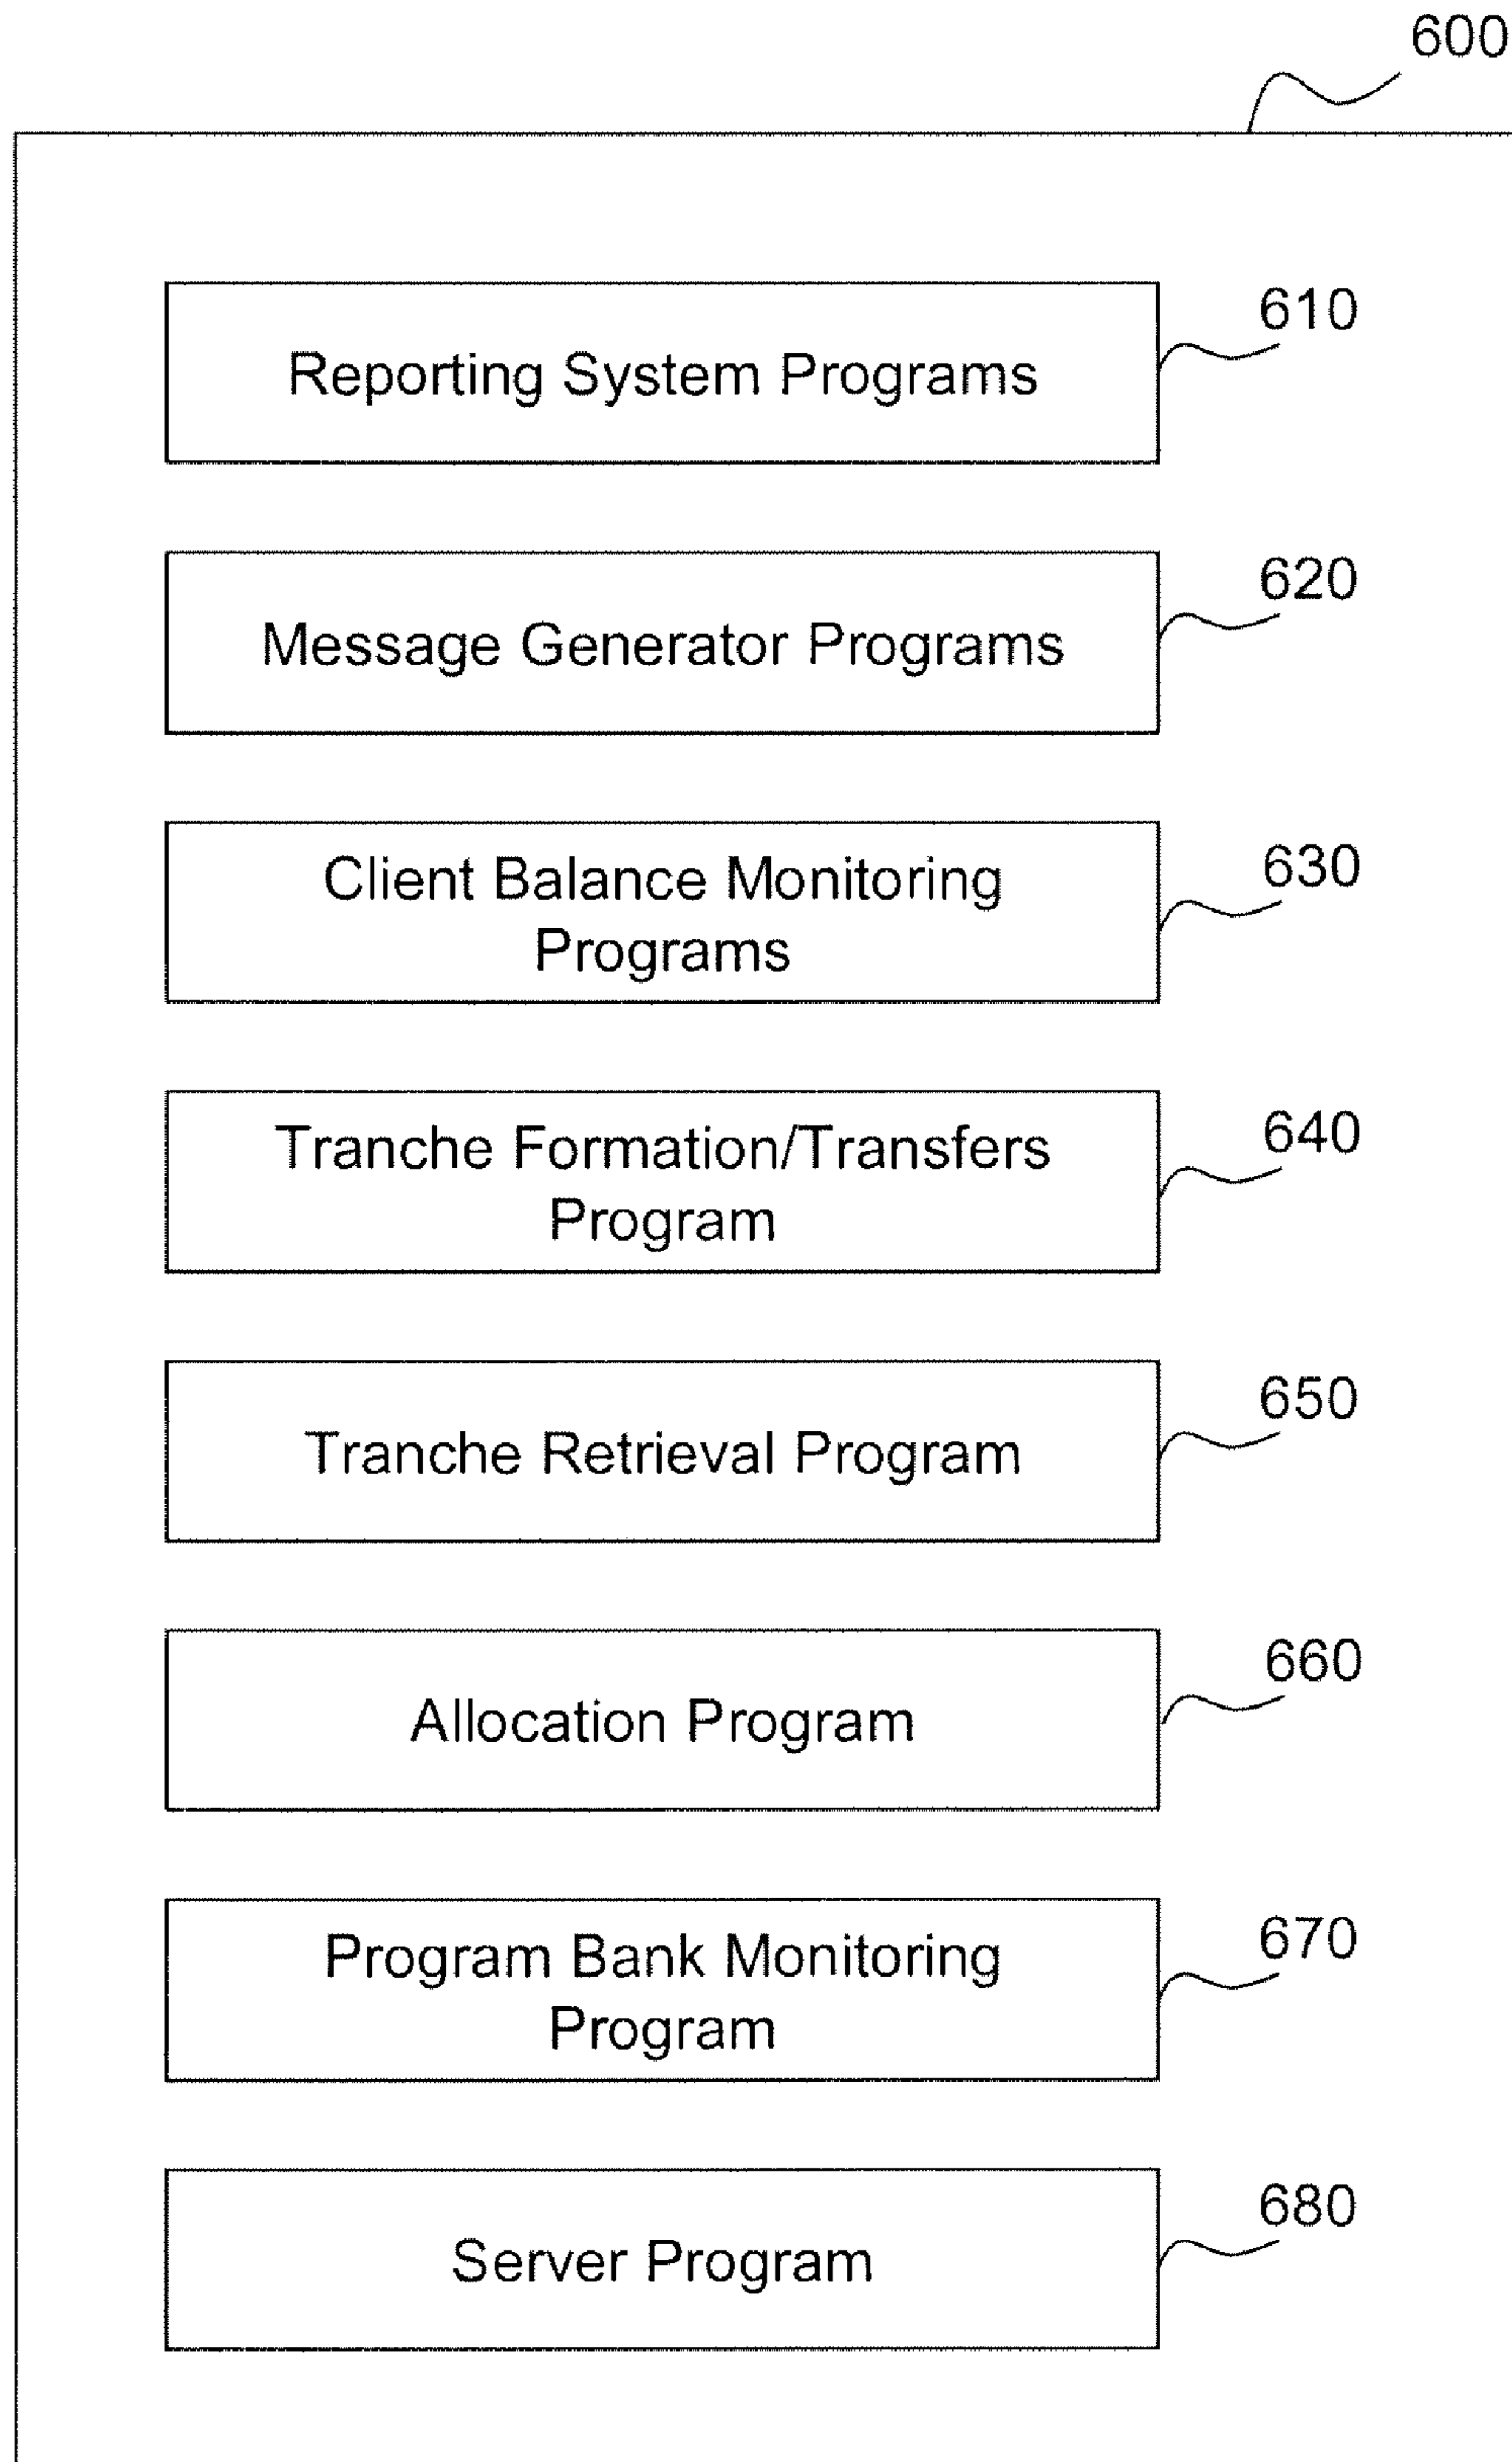 600
610
Reporting System Programs
620
Message Generator Programs
630
Client Balance Monitoring
Programs
640
Tranche Formation/Transfers
Program
650
Tranche Retrieval Program
660
Allocation Program
670
Program Bank Monitoring
Program
680
Server Program